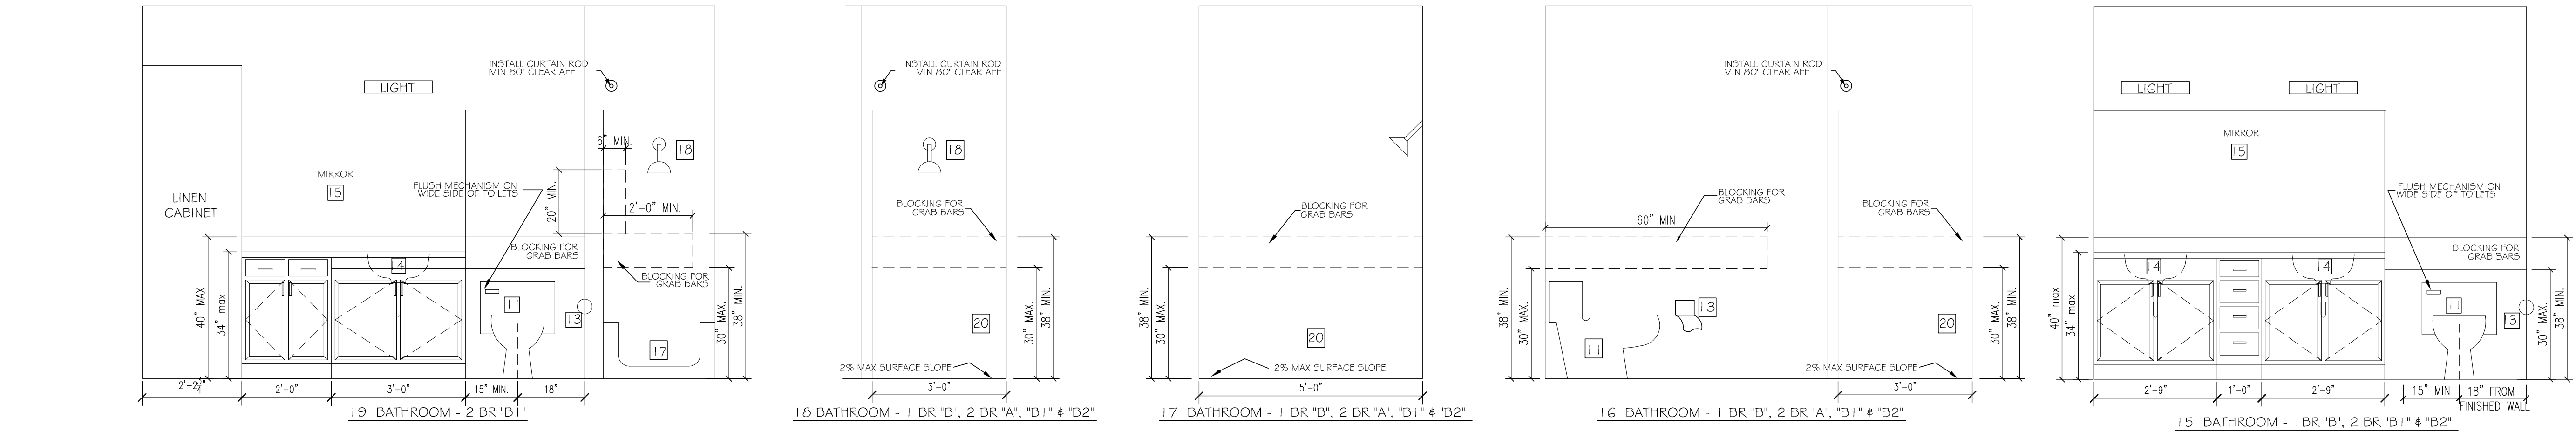 INSTALL CURTAIN ROD
MIN 80" CLEAR AFF
LIGHT
6" MIN.
18
MIRROR
15
FLUSH MECHANISM ON
WIDE SIDE OF TOILETS
20" MIN.
2'-0" MIN.
LINEN
CABINET
BLOCKING FOR
GRAB BARS
14
BLOCKING FOR
GRAB BARS
40" MAX
34" max
11
13
17
30" MAX.
38" MIN.
2'-2 3/4"
2'-0"
3'-0"
15" MIN.
18"
19 BATHROOM - 2 BR "B1"
INSTALL CURTAIN ROD
MIN 80" CLEAR AFF
18
BLOCKING FOR
GRAB BARS
20
30" MAX.
38" MIN.
2% MAX SURFACE SLOPE
3'-0"
18 BATHROOM - 1 BR "B", 2 BR "A", "B1" & "B2"
BLOCKING FOR
GRAB BARS
38" MIN.
30" MAX.
20
2% MAX SURFACE SLOPE
5'-0"
17 BATHROOM - 1 BR "B", 2 BR "A", "B1" & "B2"
INSTALL CURTAIN ROD
MIN 80" CLEAR AFF
BLOCKING FOR
GRAB BARS
60" MIN
BLOCKING FOR
GRAB BARS
38" MIN.
30" MAX.
13
11
20
30" MAX.
38" MIN.
2% MAX SURFACE SLOPE
3'-0"
16 BATHROOM - 1 BR "B", 2 BR "A", "B1" & "B2"
LIGHT
LIGHT
MIRROR
15
FLUSH MECHANISM ON
WIDE SIDE OF TOILETS
BLOCKING FOR
GRAB BARS
14
14
40" max
34" max
11
13
30" MAX.
38" MIN.
2'-9"
1'-0"
2'-9"
15" MIN
18" FROM
FINISHED WALL
15 BATHROOM - 1BR "B", 2 BR "B1" & "B2"